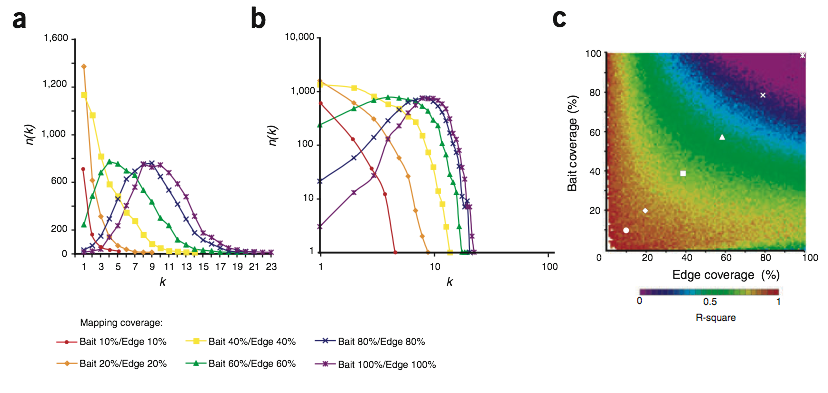 a
b
c
1,600
1,200
1,000
600
200
0
n(k)
1 3 5 7 9 11 13 15 17 19 21 23
k
10,000
1,000
100
10
1
n(k)
1 10 100
k
100
80
60
40
20
Bait coverage (%)
0 20 40 60 80 100
Edge coverage (%)
0 0.5 1
R-square
Mapping coverage:
Bait 10%/Edge 10% Bait 40%/Edge 40% Bait 80%/Edge 80%
Bait 20%/Edge 20% Bait 60%/Edge 60% Bait 100%/Edge 100%